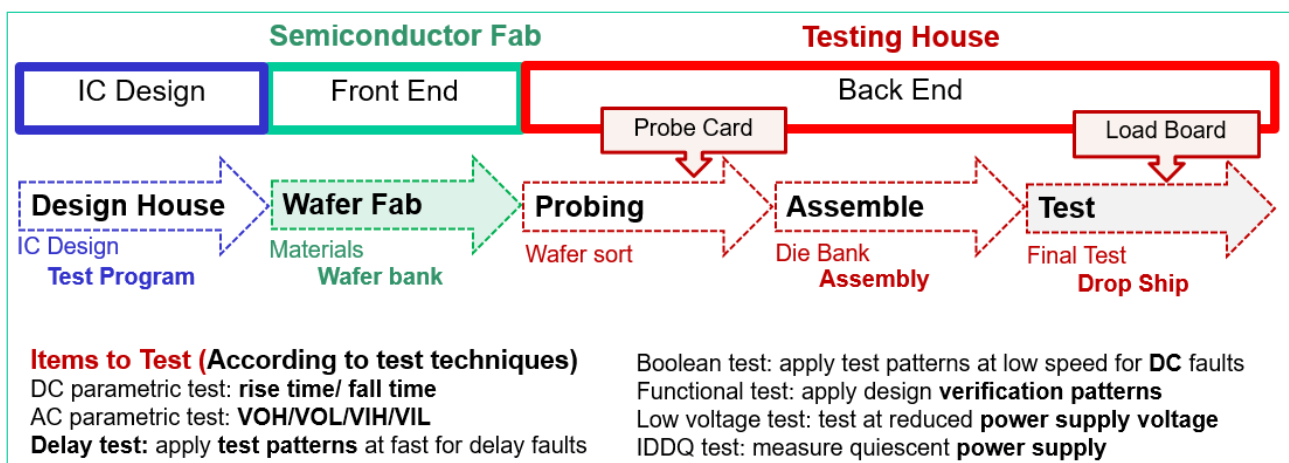 Semiconductor Fab
Testing House
IC Design
Front End
Back End
Probe Card
Load Board
Design House
Wafer Fab
Probing
Assemble
Test
IC Design
Test Program
Materials
Wafer bank
Wafer sort
Die Bank
Assembly
Final Test
Drop Ship
Items to Test (According to test techniques)
DC parametric test: rise time/ fall time
AC parametric test: VOH/VOL/VIH/VIL
Delay test: apply test patterns at fast for delay faults
Boolean test: apply test patterns at low speed for DC faults
Functional test: apply design verification patterns
Low voltage test: test at reduced power supply voltage
IDDQ test: measure quiescent power supply